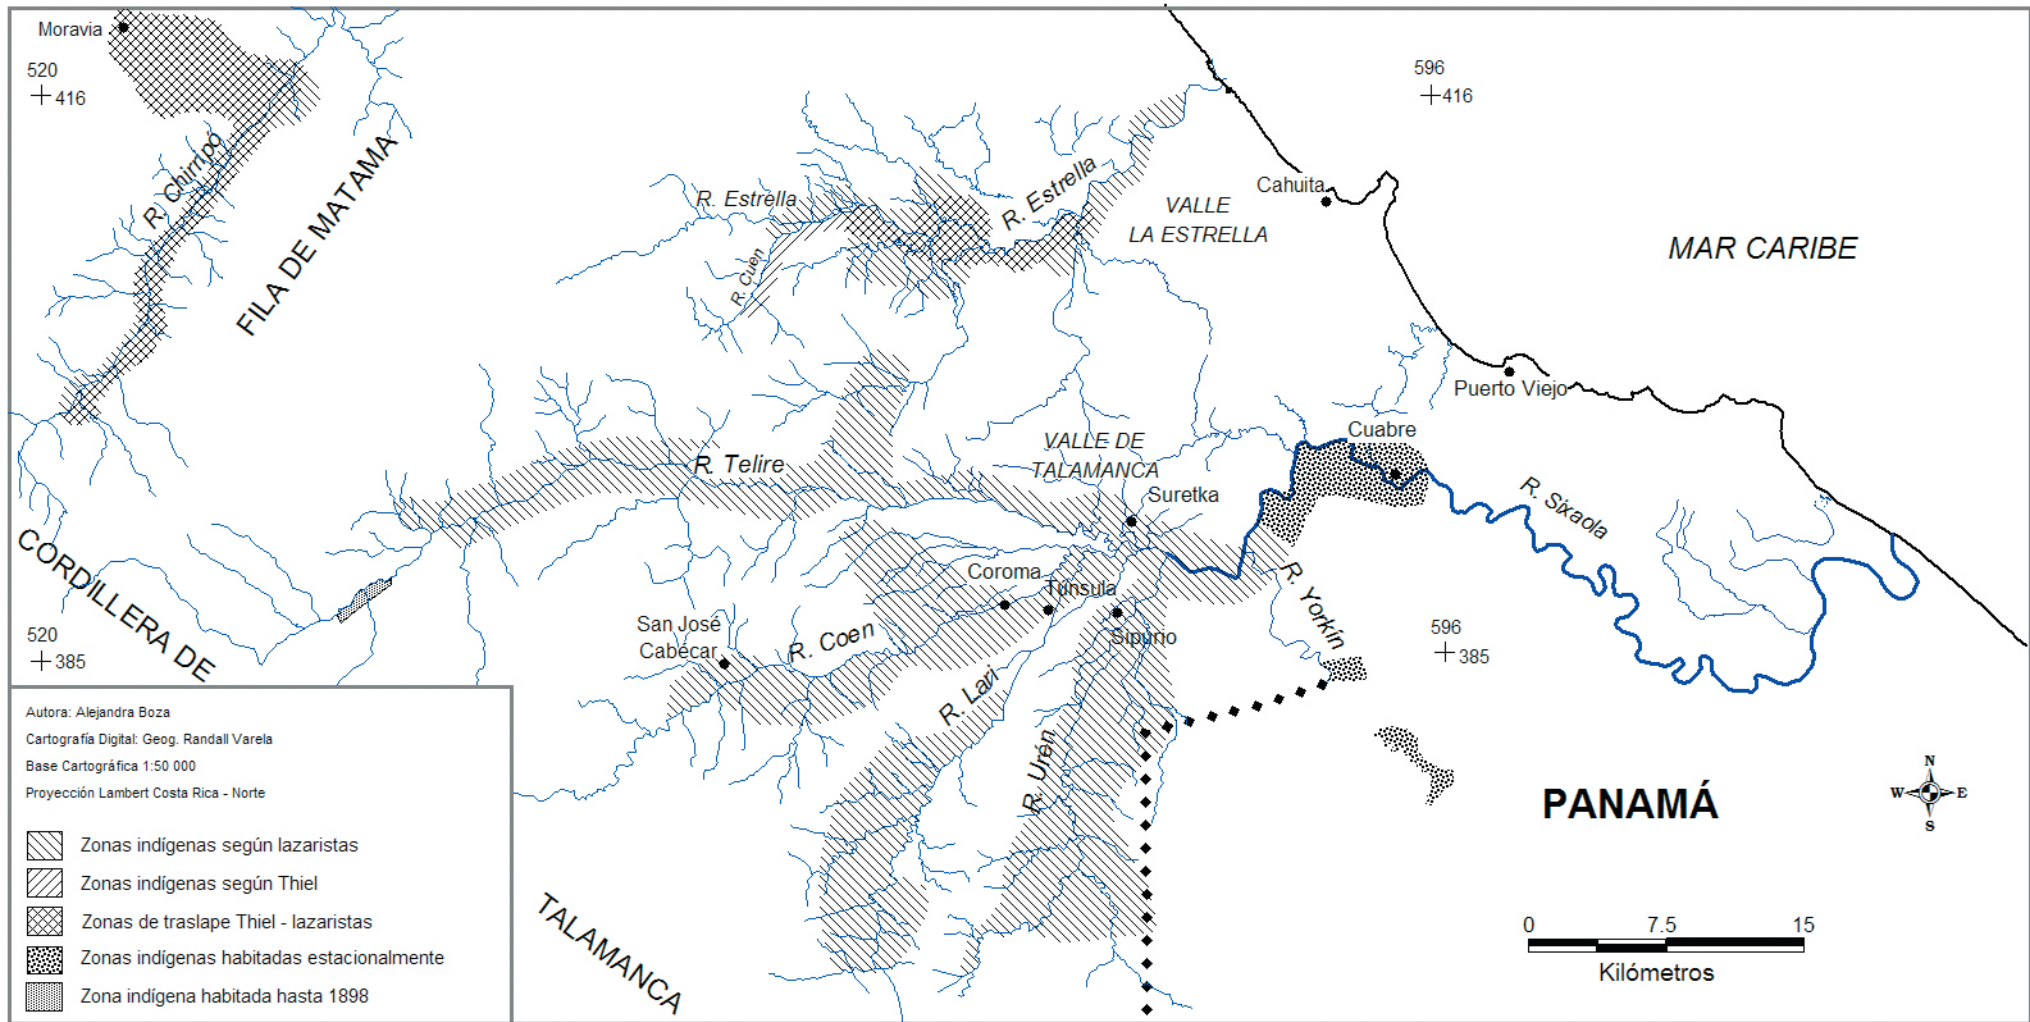 Moravia
520
416
596
416
R. Chirripó
FILA DE MATAMA
R. Estrella
R. Estrella
R. Cuen
VALLE
LA ESTRELLA
Cahuita
MAR CARIBE
Puerto Viejo
Cuabre
VALLE DE
TALAMANCA
R. Telire
Suretka
R. Sixaola
CORDILLERA DE
Coroma
Túnsula
R. Yorkín
San José
Cabécar
R. Coen
Sipurio
520
385
596
385
R. Lari
R. Urén
PANAMÁ
TALAMANCA
N
W
E
S
Autora: Alejandra Boza
Cartografía Digital: Geog. Randall Varela
Base Cartográfica 1:50 000
Proyección Lambert Costa Rica - Norte
Zonas indígenas según lazaristas
Zonas indígenas según Thiel
Zonas de traslape Thiel - lazaristas
Zonas indígenas habitadas estacionalmente
Zona indígena habitada hasta 1898
0 7.5 15
Kilómetros